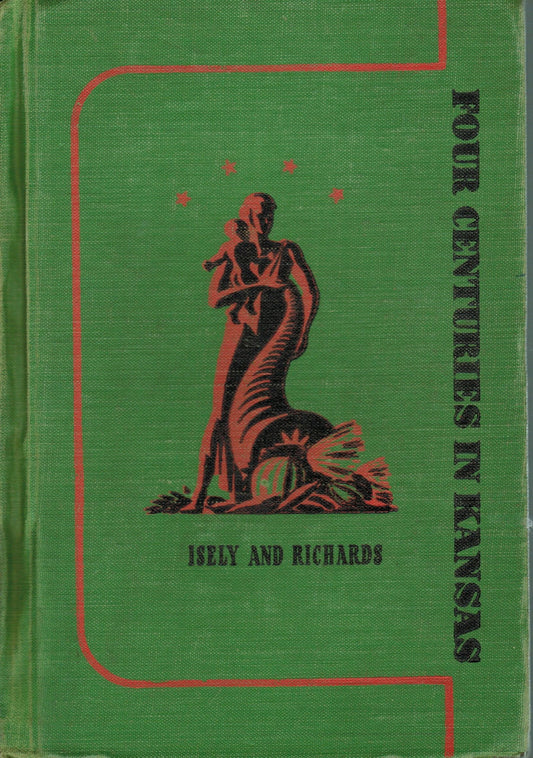 FOUR CENTURIES IN KANSAS
ISELY AND RICHARDS